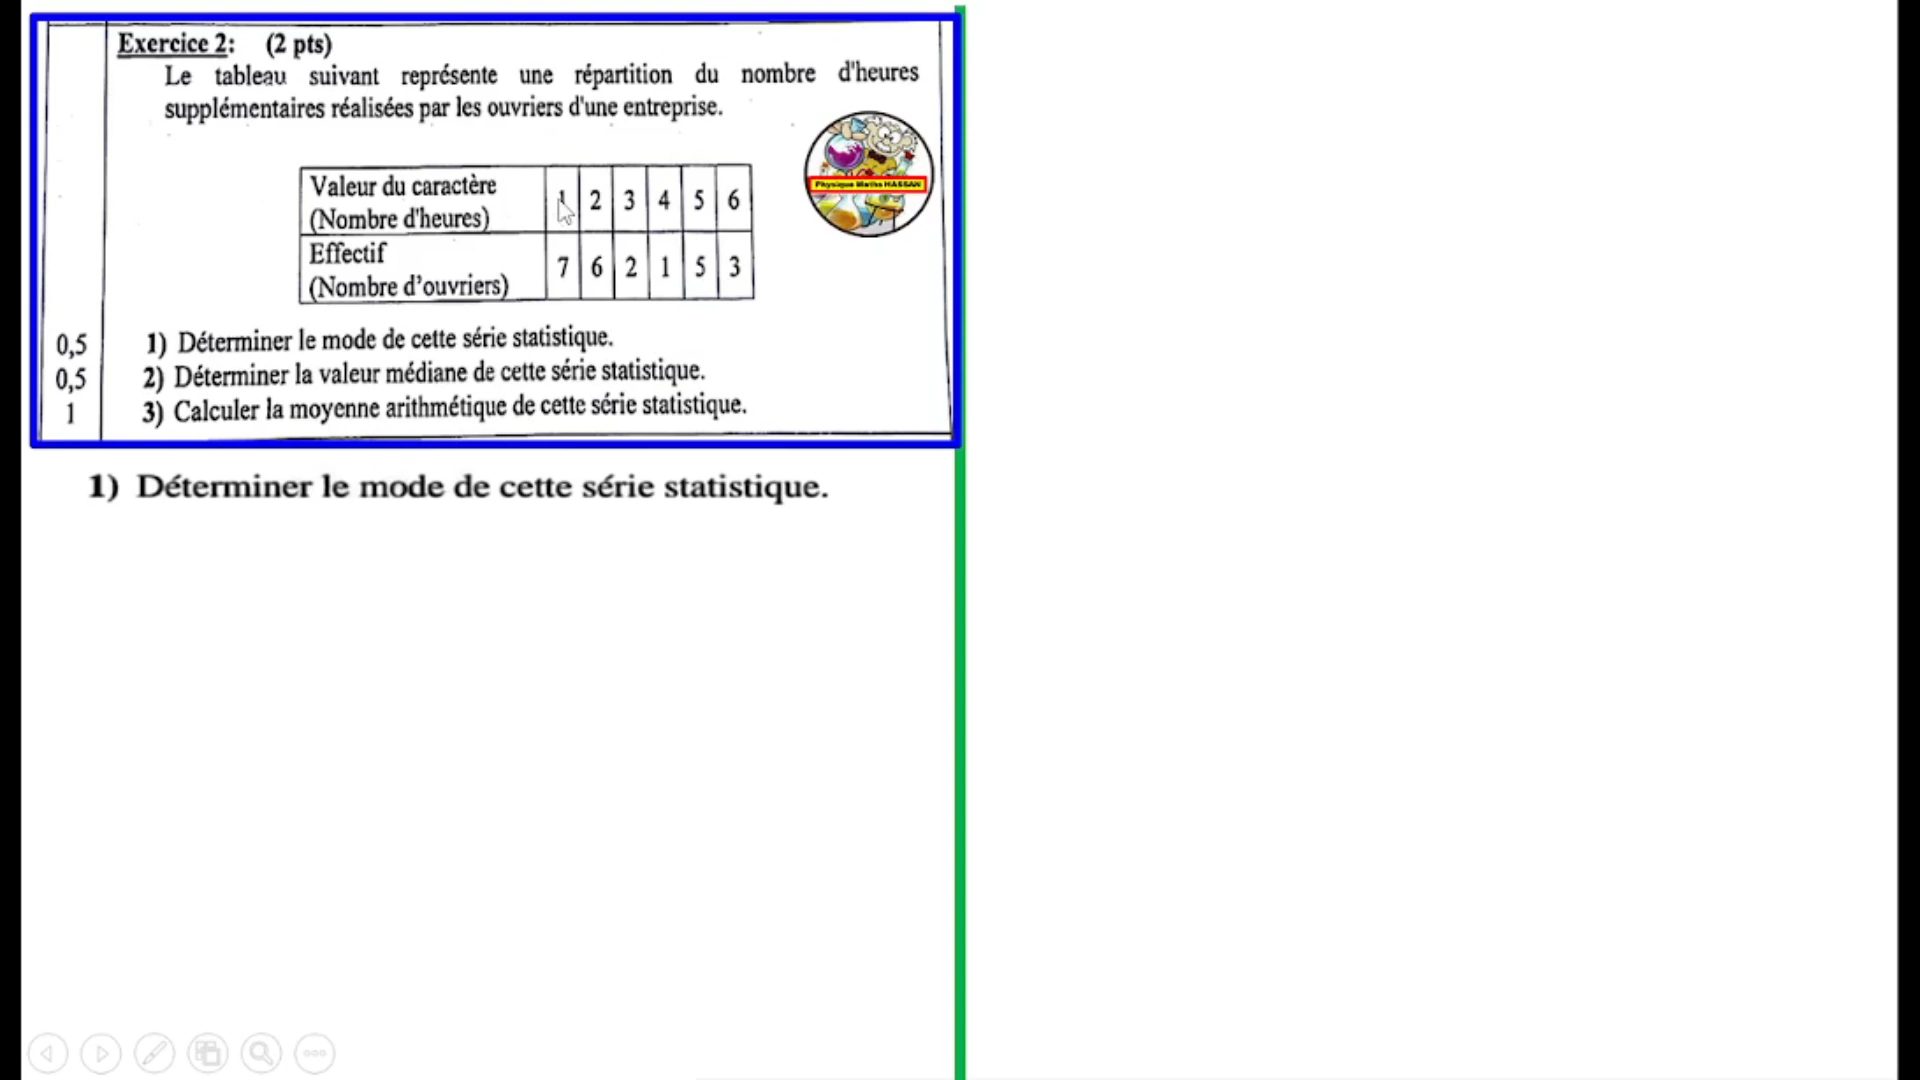 Exercice 2: (2 pts)
Le tableau suivant représente une répartition du nombre d'heures
supplémentaires réalisées par les ouvriers d'une entreprise.
Physique Maths HASSAN
Valeur du caractère
(Nombre d'heures)
1 2 3 4 5 6
Effectif
(Nombre d’ouvriers)
7 6 2 1 5 3
0,5 1) Déterminer le mode de cette série statistique.
0,5 2) Déterminer la valeur médiane de cette série statistique.
1 3) Calculer la moyenne arithmétique de cette série statistique.
1) Déterminer le mode de cette série statistique.